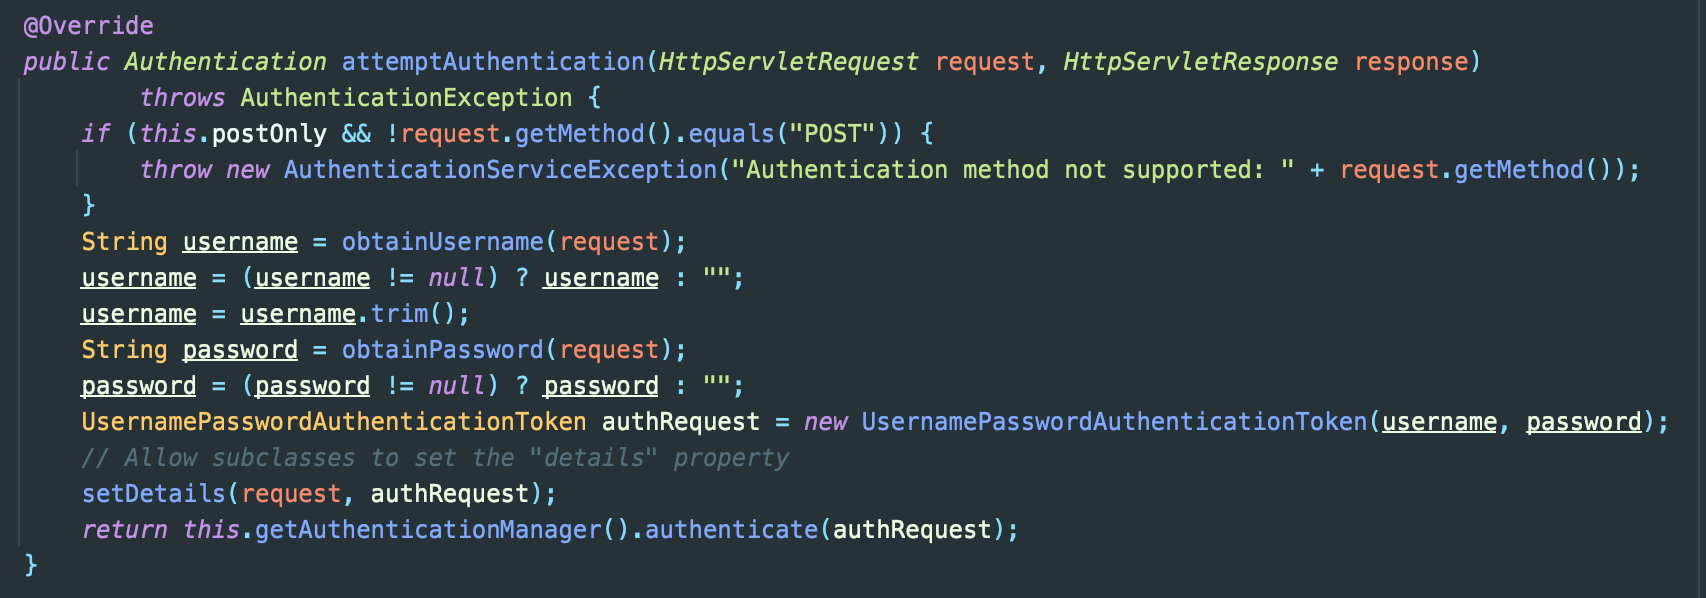 @Override
public Authentication attemptAuthentication(HttpServletRequest request, HttpServletResponse response)
        throws AuthenticationException {
    if (this.postOnly && !request.getMethod().equals("POST")) {
        throw new AuthenticationServiceException("Authentication method not supported: " + request.getMethod());
    }
    String username = obtainUsername(request);
    username = (username != null) ? username : "";
    username = username.trim();
    String password = obtainPassword(request);
    password = (password != null) ? password : "";
    UsernamePasswordAuthenticationToken authRequest = new UsernamePasswordAuthenticationToken(username, password);
    // Allow subclasses to set the "details" property
    setDetails(request, authRequest);
    return this.getAuthenticationManager().authenticate(authRequest);
}